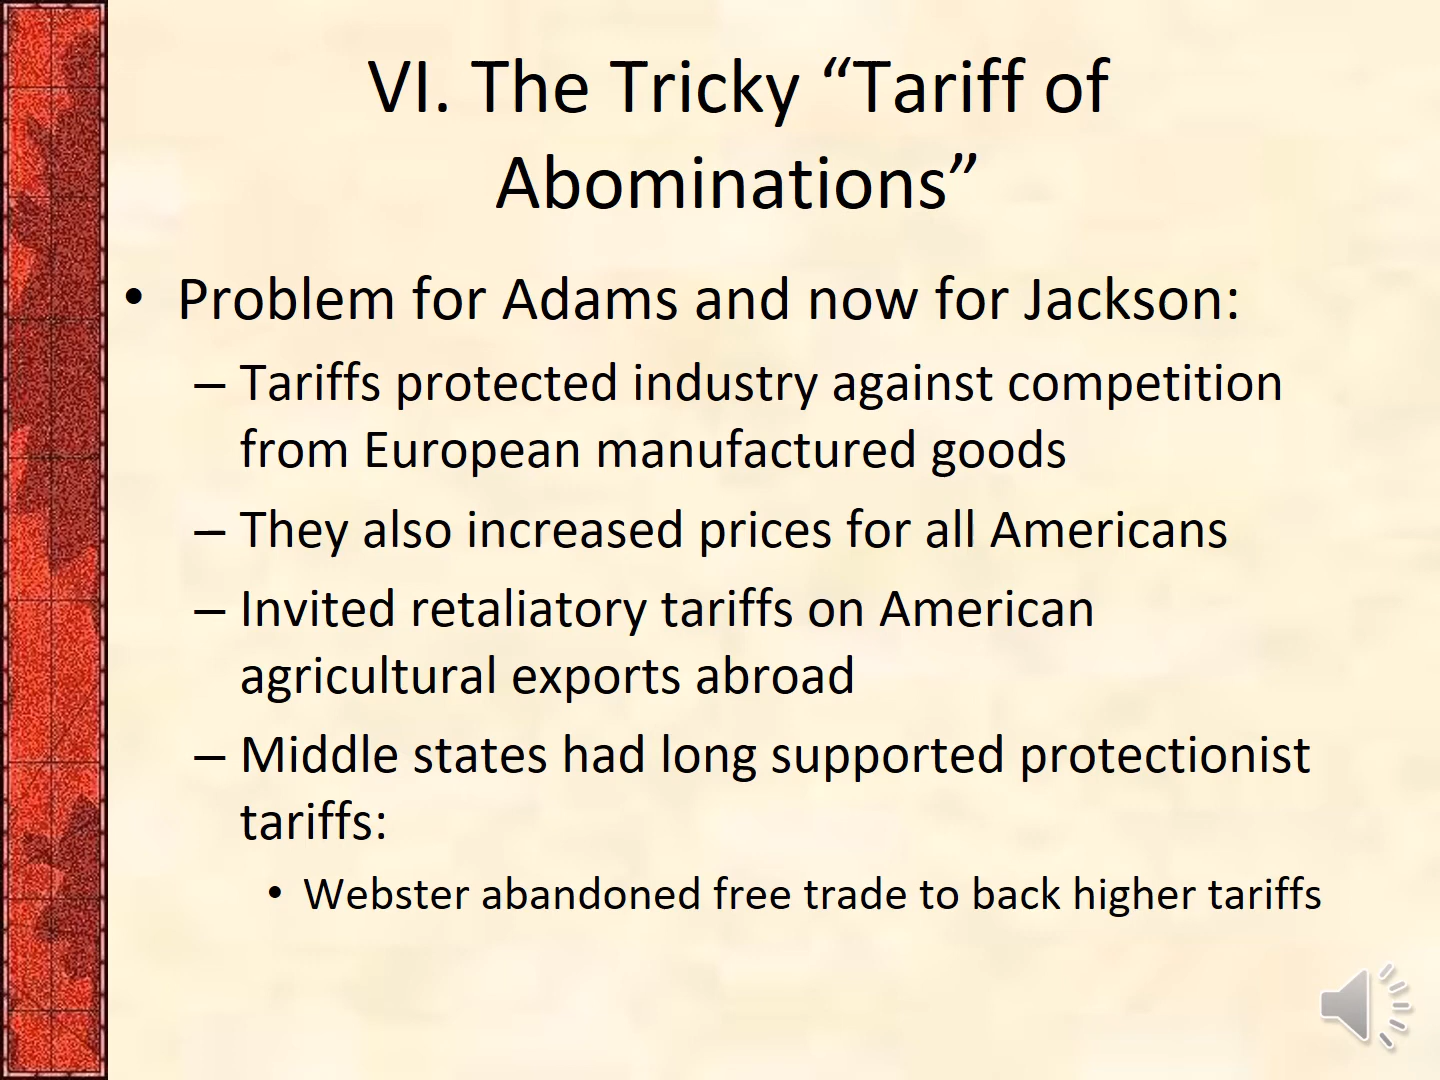 VI. The Tricky “Tariff of
Abominations”
• Problem for Adams and now for Jackson:
– Tariffs protected industry against competition
from European manufactured goods
– They also increased prices for all Americans
– Invited retaliatory tariffs on American
agricultural exports abroad
– Middle states had long supported protectionist
tariffs:
• Webster abandoned free trade to back higher tariffs